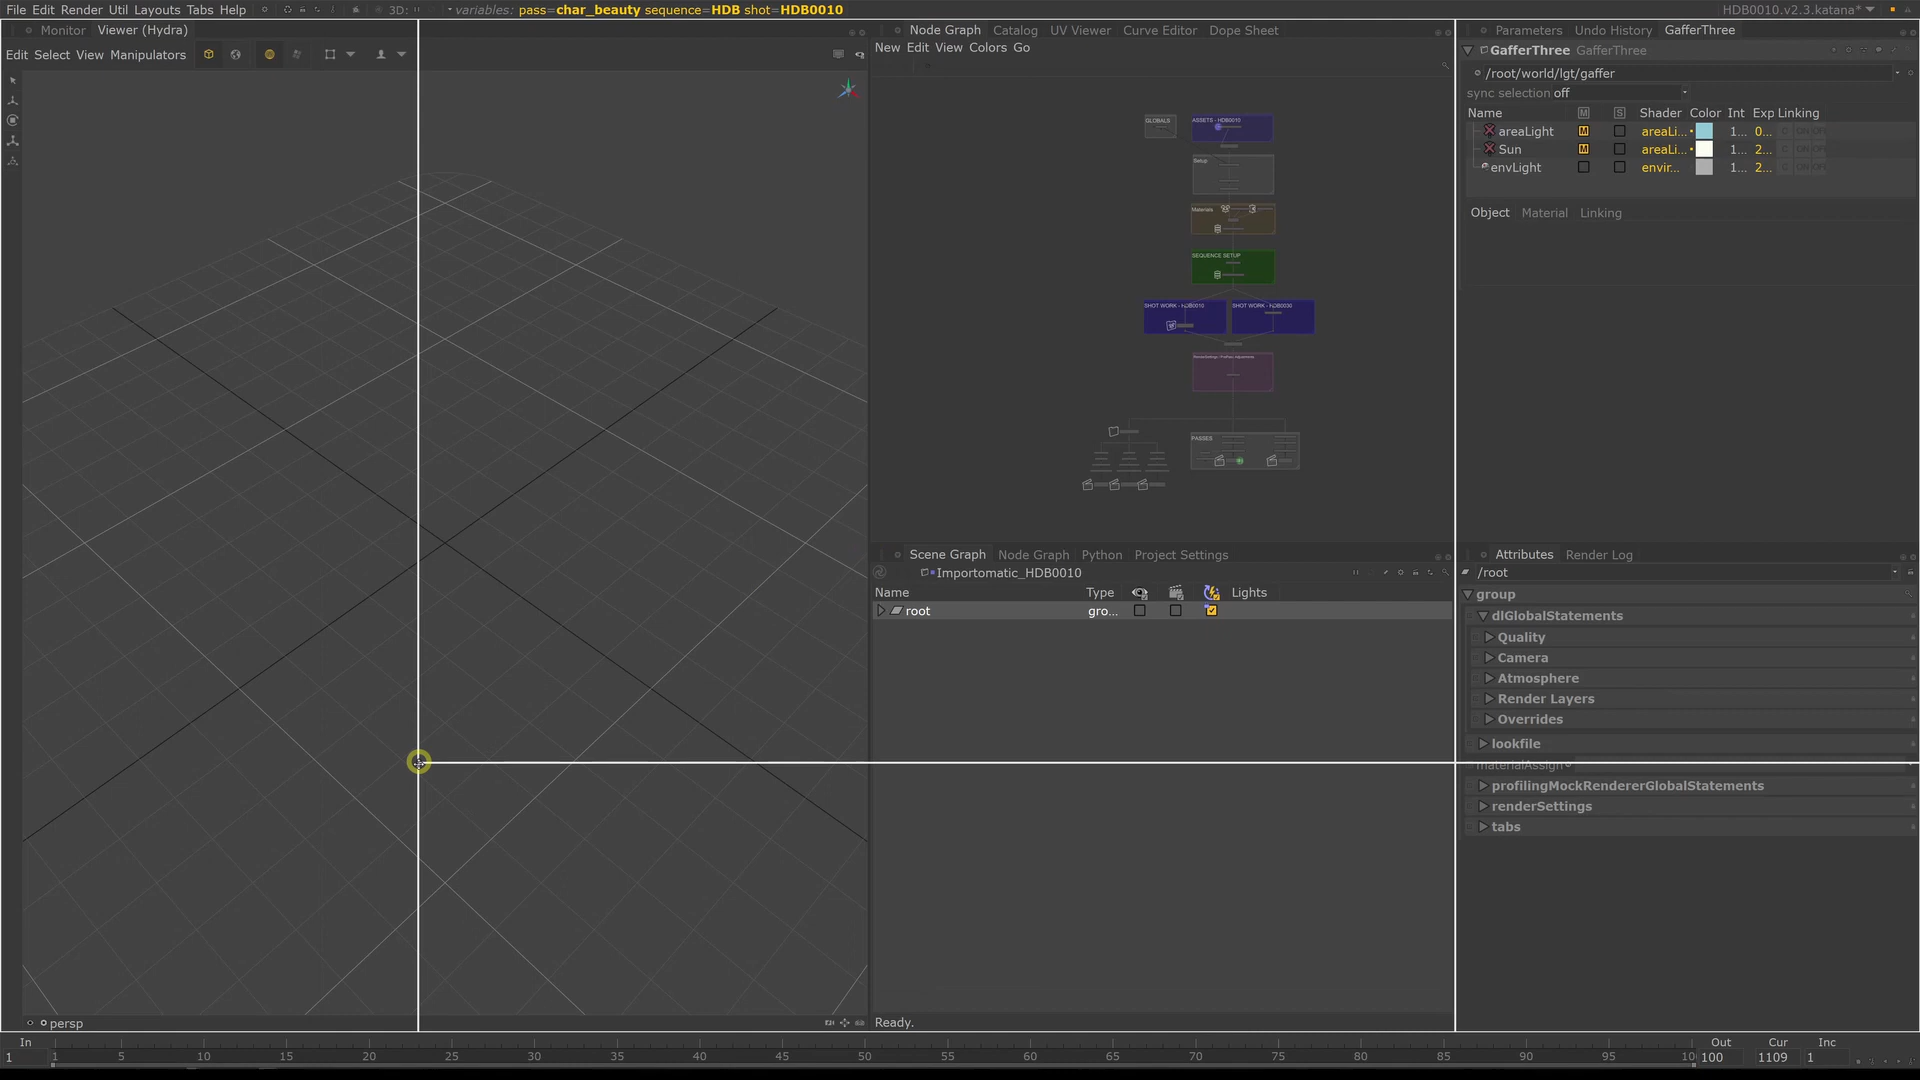 File Edit Render Util Layouts Tabs Help
3D:
variables: pass=char_beauty sequence=HDB shot=HDB0010
HDB0010.v2.3.katana*
Monitor Viewer (Hydra)
Edit Select View Manipulators
persp
Node Graph Catalog UV Viewer Curve Editor Dope Sheet
New Edit View Colors Go
GLOBALS
ASSETS - HDB0010
Setup
Materials
SEQUENCE SETUP
SHOT WORK - HDB0010
SHOT WORK - HDB0030
PASSES
Scene Graph Node Graph Python Project Settings
Importomatic_HDB0010
Name Type Lights
root gro...
Ready.
Parameters Undo History GafferThree
GafferThree GafferThree
/root/world/lgt/gaffer
sync selection off
Name M S Shader Color Int Exp Linking
areaLight M areaLi... 1... 0...
Sun M areaLi... 1... 2...
envLight envir... 1... 2...
Object Material Linking
Attributes Render Log
/root
group
dlGlobalStatements
Quality
Camera
Atmosphere
Render Layers
Overrides
lookfile
materialAssign
profilingMockRendererGlobalStatements
renderSettings
tabs
In
1
1 5 10 15 20 25 30 35 40 45 50 55 60 65 70 75 80 85 90 95 10
Out Cur Inc
100 1109 1